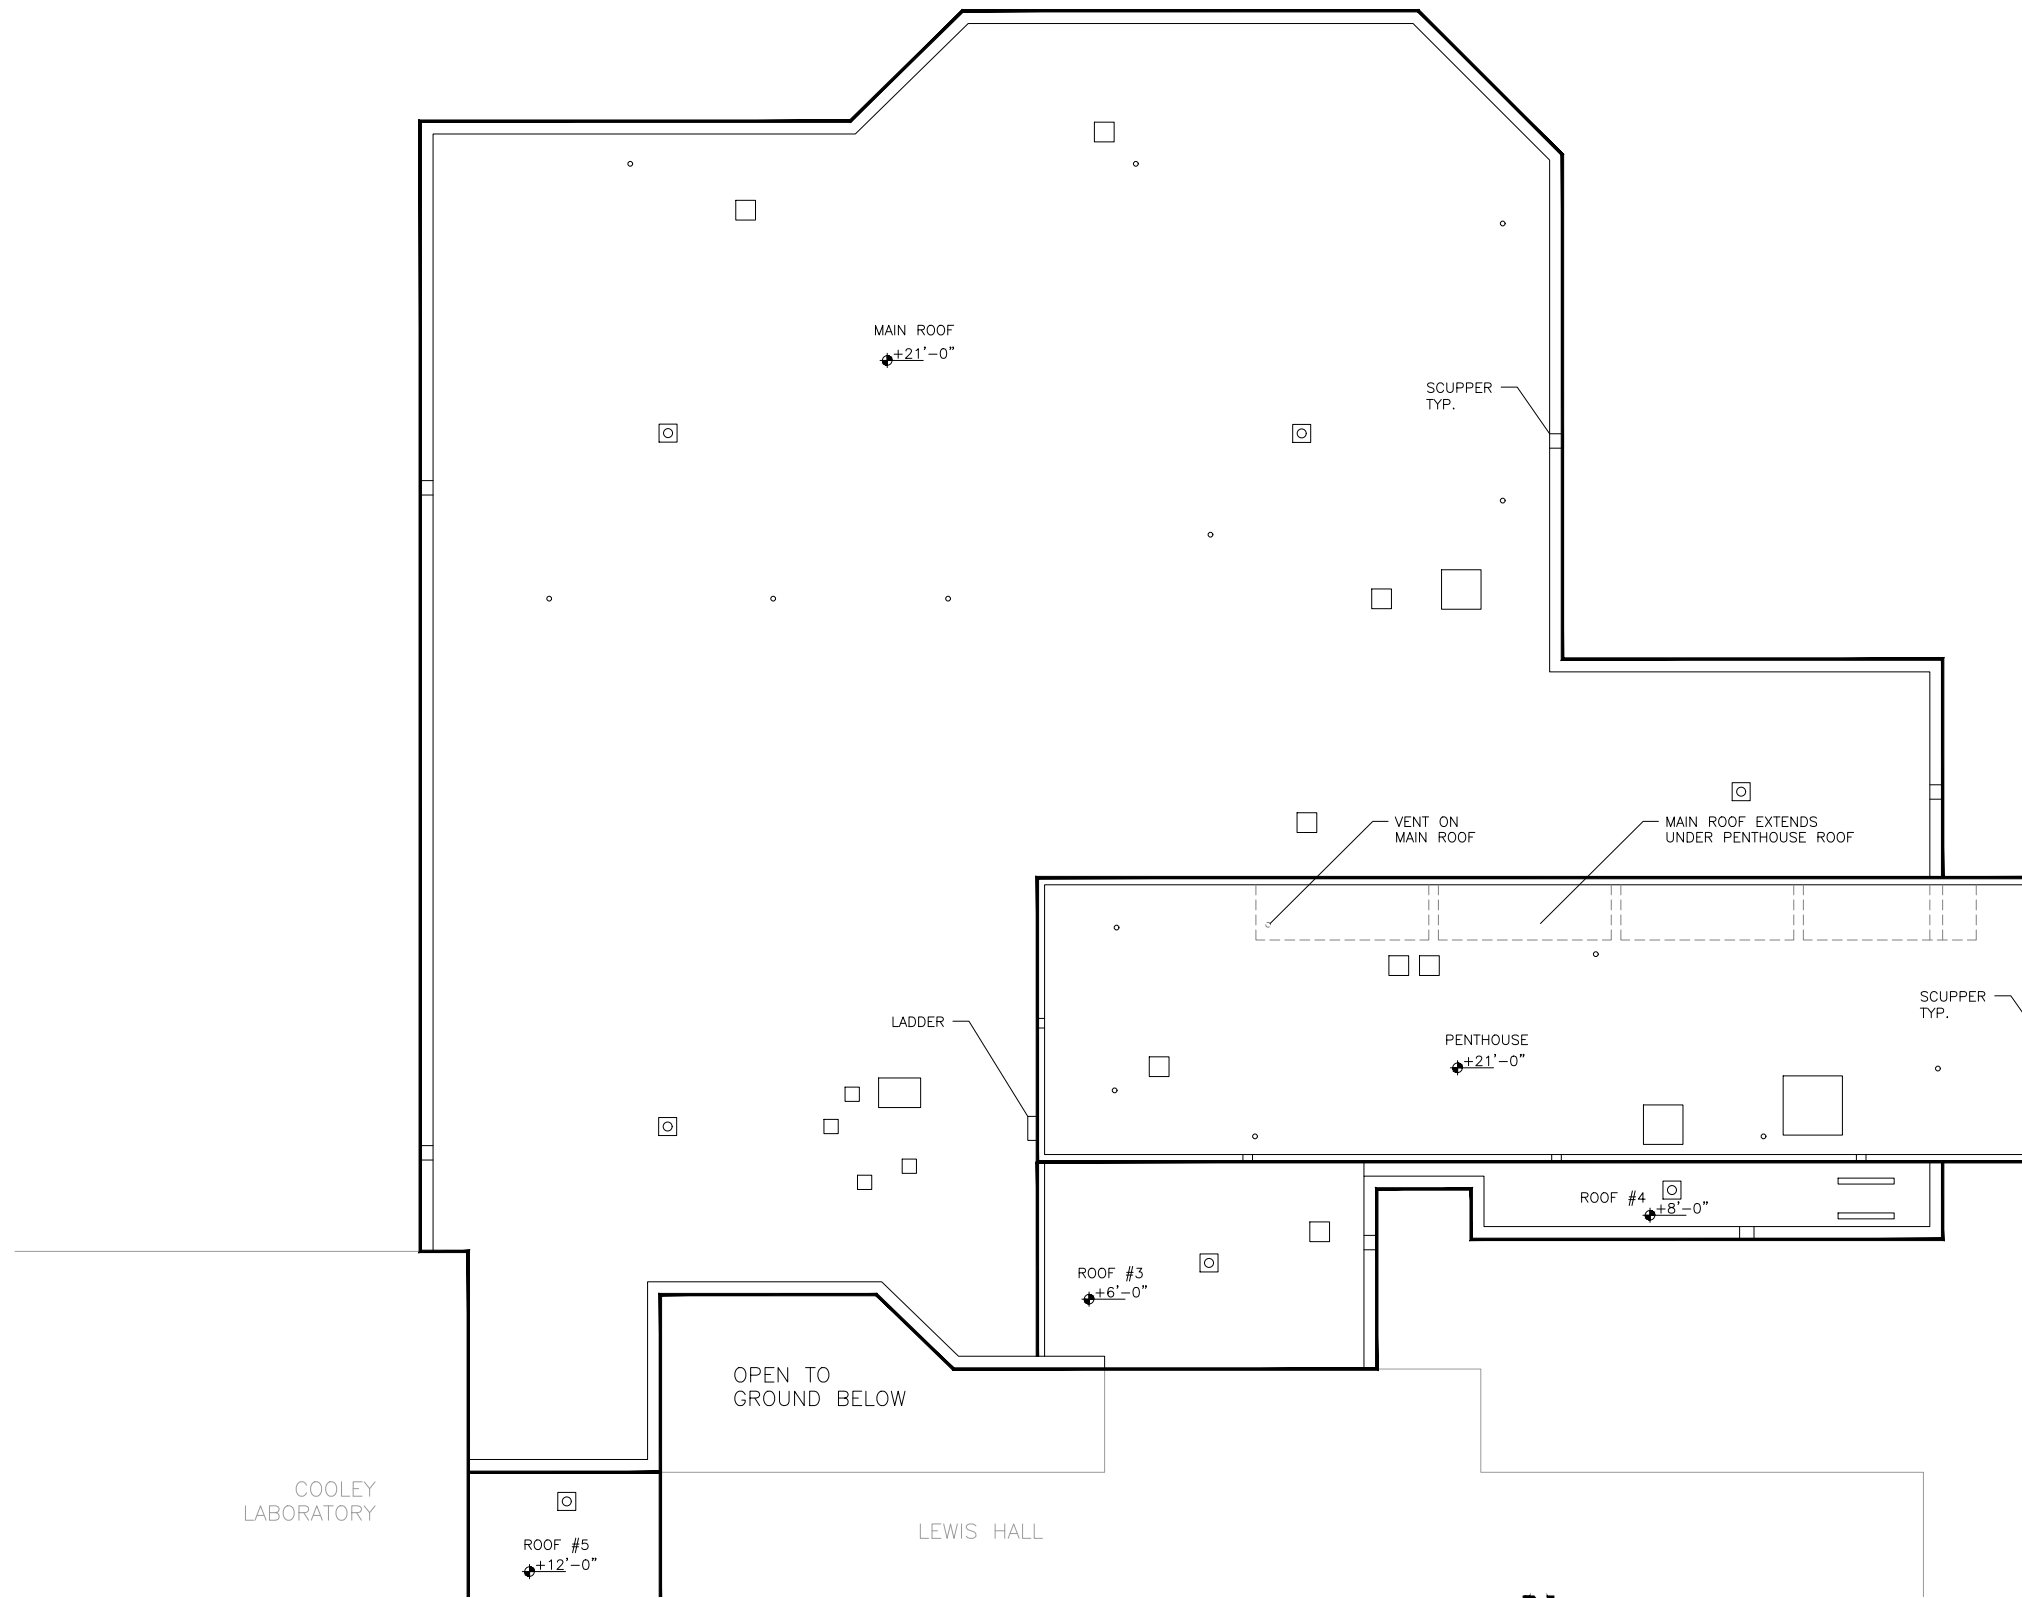 MAIN ROOF
+21'-0"
SCUPPER
TYP.
VENT ON
MAIN ROOF
MAIN ROOF EXTENDS
UNDER PENTHOUSE ROOF
SCUPPER
TYP.
LADDER
PENTHOUSE
+21'-0"
ROOF #4
+8'-0"
ROOF #3
+6'-0"
OPEN TO
GROUND BELOW
COOLEY
LABORATORY
LEWIS HALL
ROOF #5
+12'-0"